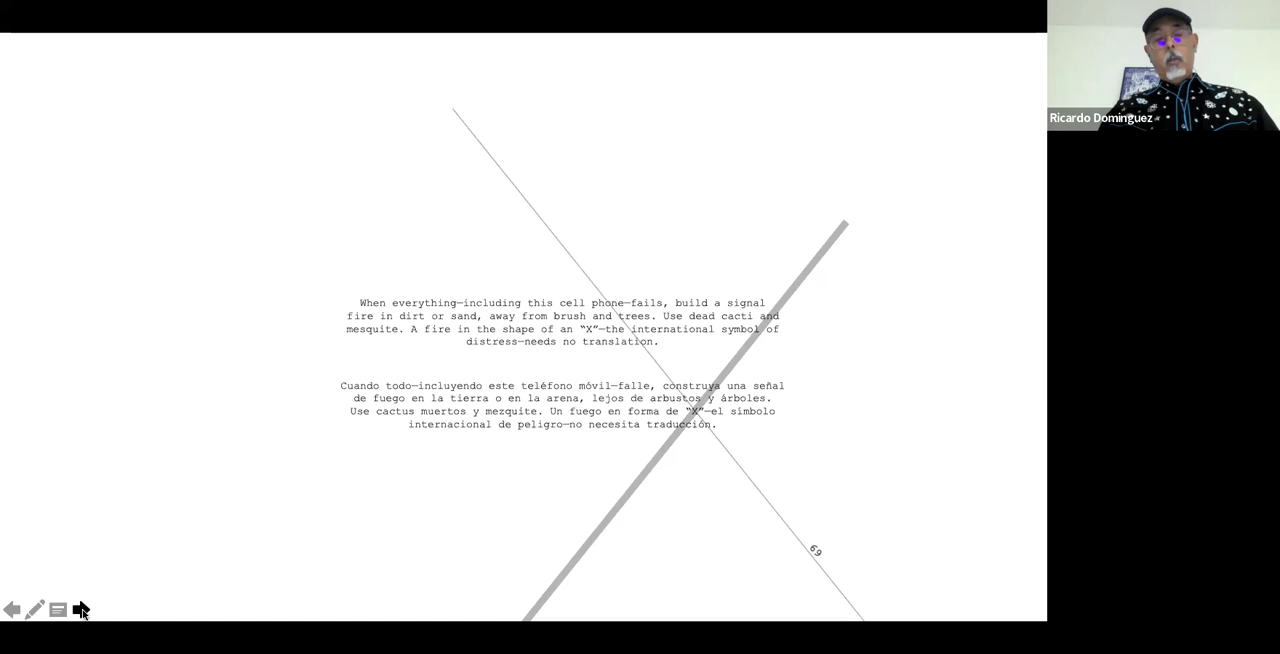 Ricardo Dominguez
When everything—including this cell phone—fails, build a signal
fire in dirt or sand, away from brush and trees. Use dead cacti and
mesquite. A fire in the shape of an “X”—the international symbol of
distress—needs no translation.
Cuando todo—incluyendo este teléfono móvil—falle, construya una señal
de fuego en la tierra o en la arena, lejos de arbustos y árboles.
Use cactus muertos y mezquite. Un fuego en forma de “X”—el símbolo
internacional de peligro—no necesita traducción.
69